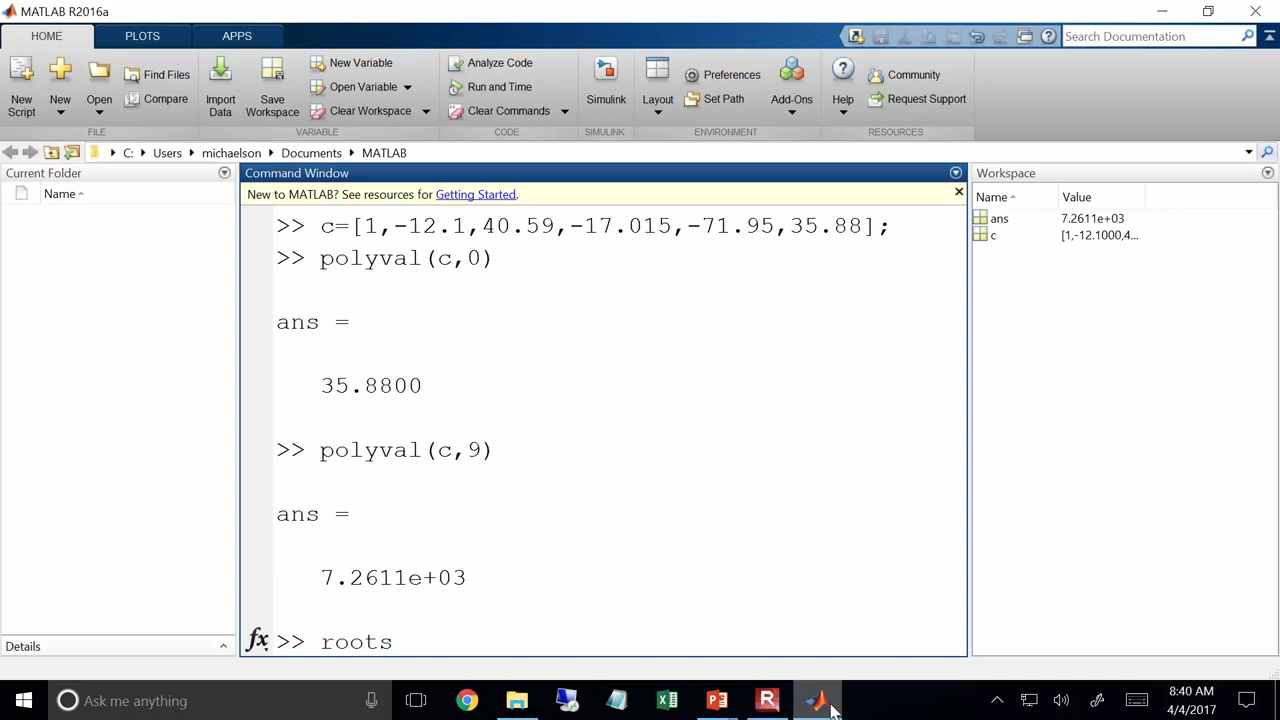 MATLAB R2016a
HOME PLOTS APPS
Search Documentation
New Script
New
Open
Find Files
Compare
Import Data
Save Workspace
New Variable
Open Variable
Clear Workspace
Analyze Code
Run and Time
Clear Commands
Simulink
Layout
Preferences
Set Path
Add-Ons
Help
Community
Request Support
FILE VARIABLE CODE SIMULINK ENVIRONMENT RESOURCES
C: Users michaelson Documents MATLAB
Current Folder
Name
Details
Command Window
New to MATLAB? See resources for Getting Started.
>> c=[1,-12.1,40.59,-17.015,-71.95,35.88];
>> polyval(c,0)
ans =
35.8800
>> polyval(c,9)
ans =
7.2611e+03
fx >> roots
Workspace
Name Value
ans 7.2611e+03
c [1,-12.1000,4...
Ask me anything
8:40 AM
4/4/2017